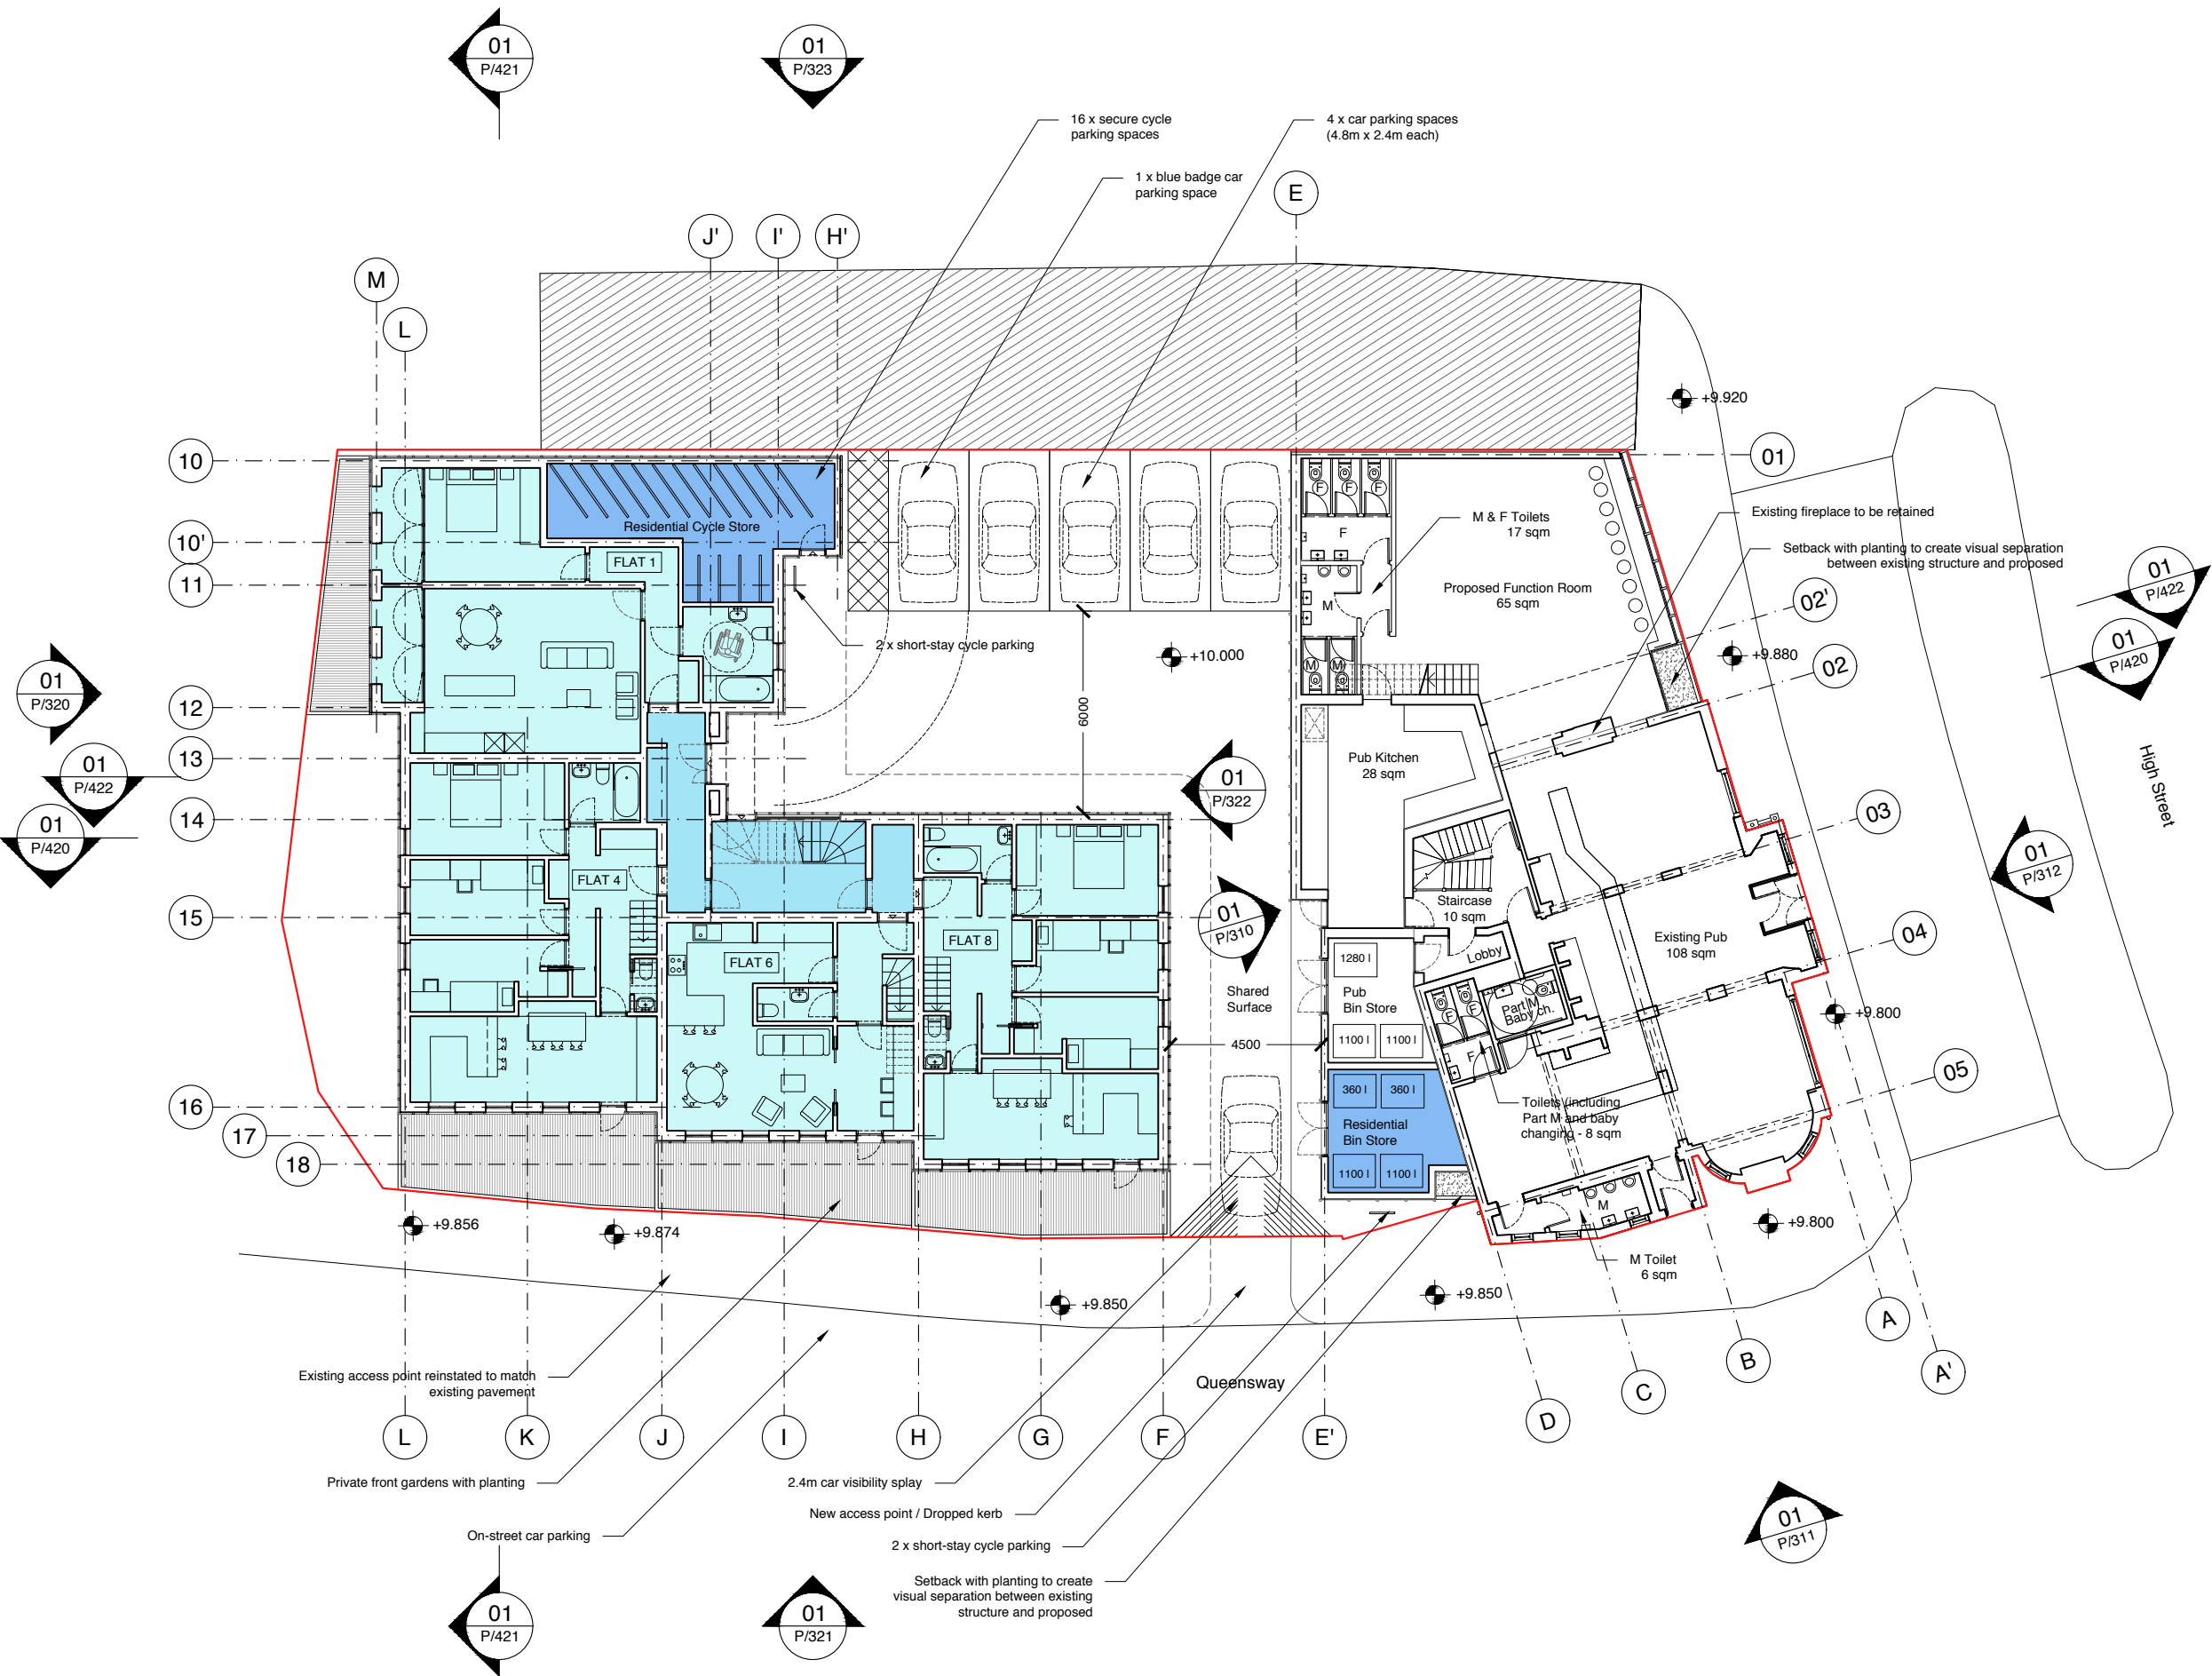 01
P/421
01
P/323
16 x secure cycle
parking spaces
4 x car parking spaces
(4.8m x 2.4m each)
1 x blue badge car
parking space
E
J'
I'
H'
M
L
+9.920
10
01
Existing fireplace to be retained
M & F Toilets
17 sqm
F
F
F
F
Residential Cycle Store
10'
Setback with planting to create visual separation
between existing structure and proposed
FLAT 1
11
Proposed Function Room
65 sqm
M
02'
01
P/422
2 x short-stay cycle parking
+10.000
+9.880
01
P/420
M
M
02
01
P/320
12
6000
13
Pub Kitchen
28 sqm
High Street
01
P/422
01
P/322
14
03
01
P/420
01
P/312
FLAT 4
15
Staircase
10 sqm
01
P/310
04
FLAT 8
Existing Pub
108 sqm
FLAT 6
Lobby
1280 l
Shared
Surface
Pub
Bin Store
Part M
Baby ch.
F
F
+9.800
1100 l
1100 l
4500
F
05
360 l
360 l
16
Toilets (including
Part M and baby
changing - 8 sqm
Residential
Bin Store
17
18
1100 l
1100 l
M
+9.856
+9.874
+9.800
M Toilet
6 sqm
+9.850
+9.850
A
B
A'
Existing access point reinstated to match
existing pavement
Queensway
C
D
L
K
J
I
H
G
F
E'
Private front gardens with planting
2.4m car visibility splay
New access point / Dropped kerb
On-street car parking
2 x short-stay cycle parking
01
P/311
Setback with planting to create
visual separation between existing
structure and proposed
01
P/421
01
P/321